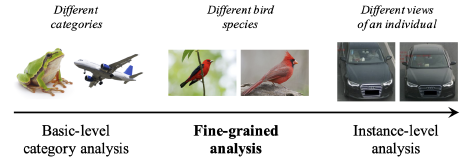 Different
categories
Different bird
species
Different views
of an individual
Basic-level
category analysis
Fine-grained
analysis
Instance-level
analysis